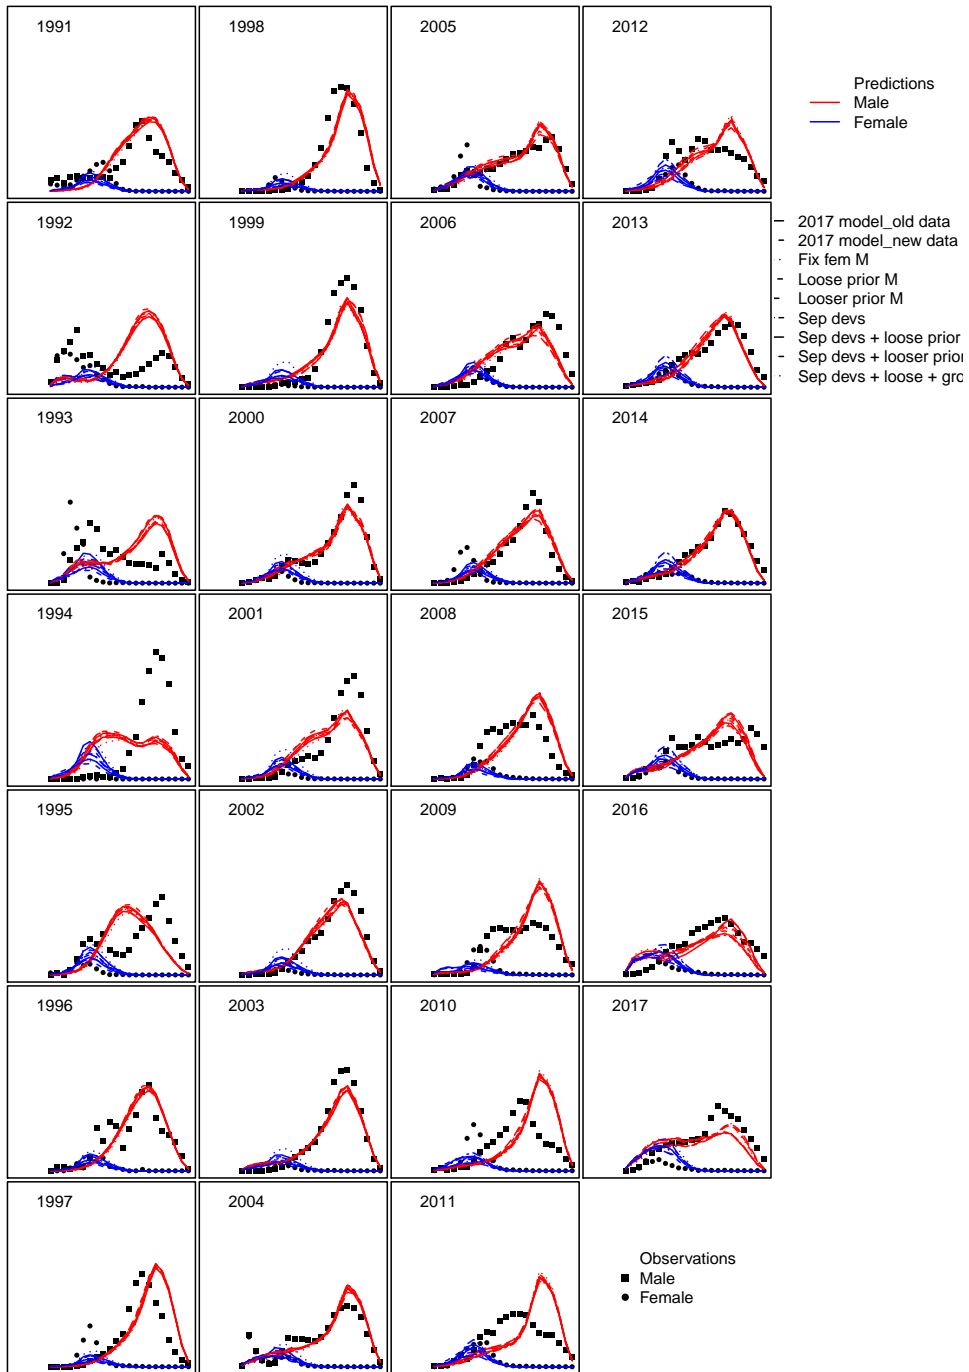 1991
1998
2005
2012
Predictions
Male
Female
1992
1999
2006
2013
2017 model_old data
2017 model_new data
Fix fem M
Loose prior M
Looser prior M
Sep devs
Sep devs + loose prior
Sep devs + looser prior
Sep devs + loose + gro
1993
2000
2007
2014
1994
2001
2008
2015
1995
2002
2009
2016
1996
2003
2010
2017
1997
2004
2011
Observations
Male
Female